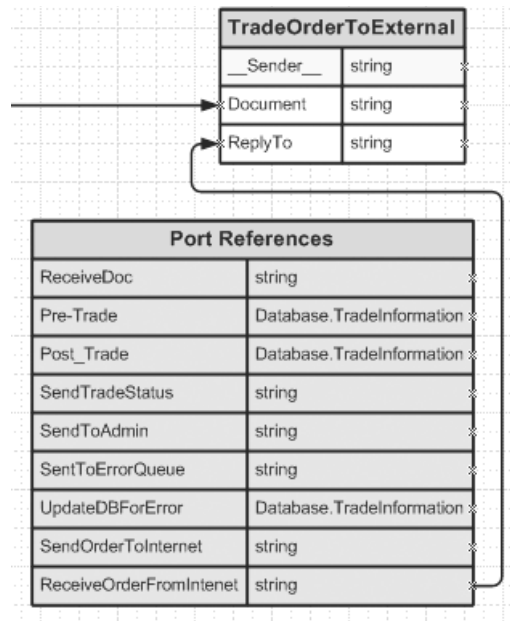 TradeOrderToExternal
__Sender__ string
Document string
ReplyTo string
Port References
ReceiveDoc string
Pre-Trade Database.TradeInformation
Post_Trade Database.TradeInformation
SendTradeStatus string
SendToAdmin string
SentToErrorQueue string
UpdateDBForError Database.TradeInformation
SendOrderToInternet string
ReceiveOrderFromIntenet string